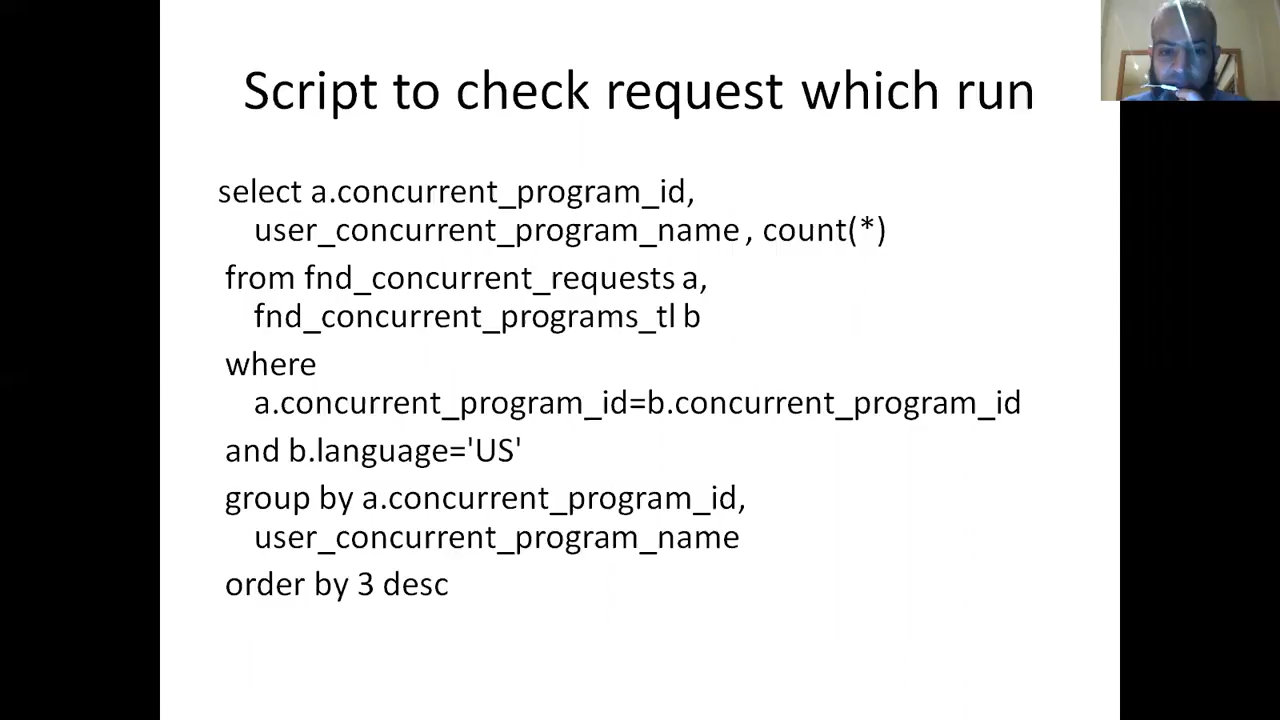 Script to check request which run
select a.concurrent_program_id,
user_concurrent_program_name , count(*)
from fnd_concurrent_requests a,
fnd_concurrent_programs_tl b
where
a.concurrent_program_id=b.concurrent_program_id
and b.language='US'
group by a.concurrent_program_id,
user_concurrent_program_name
order by 3 desc